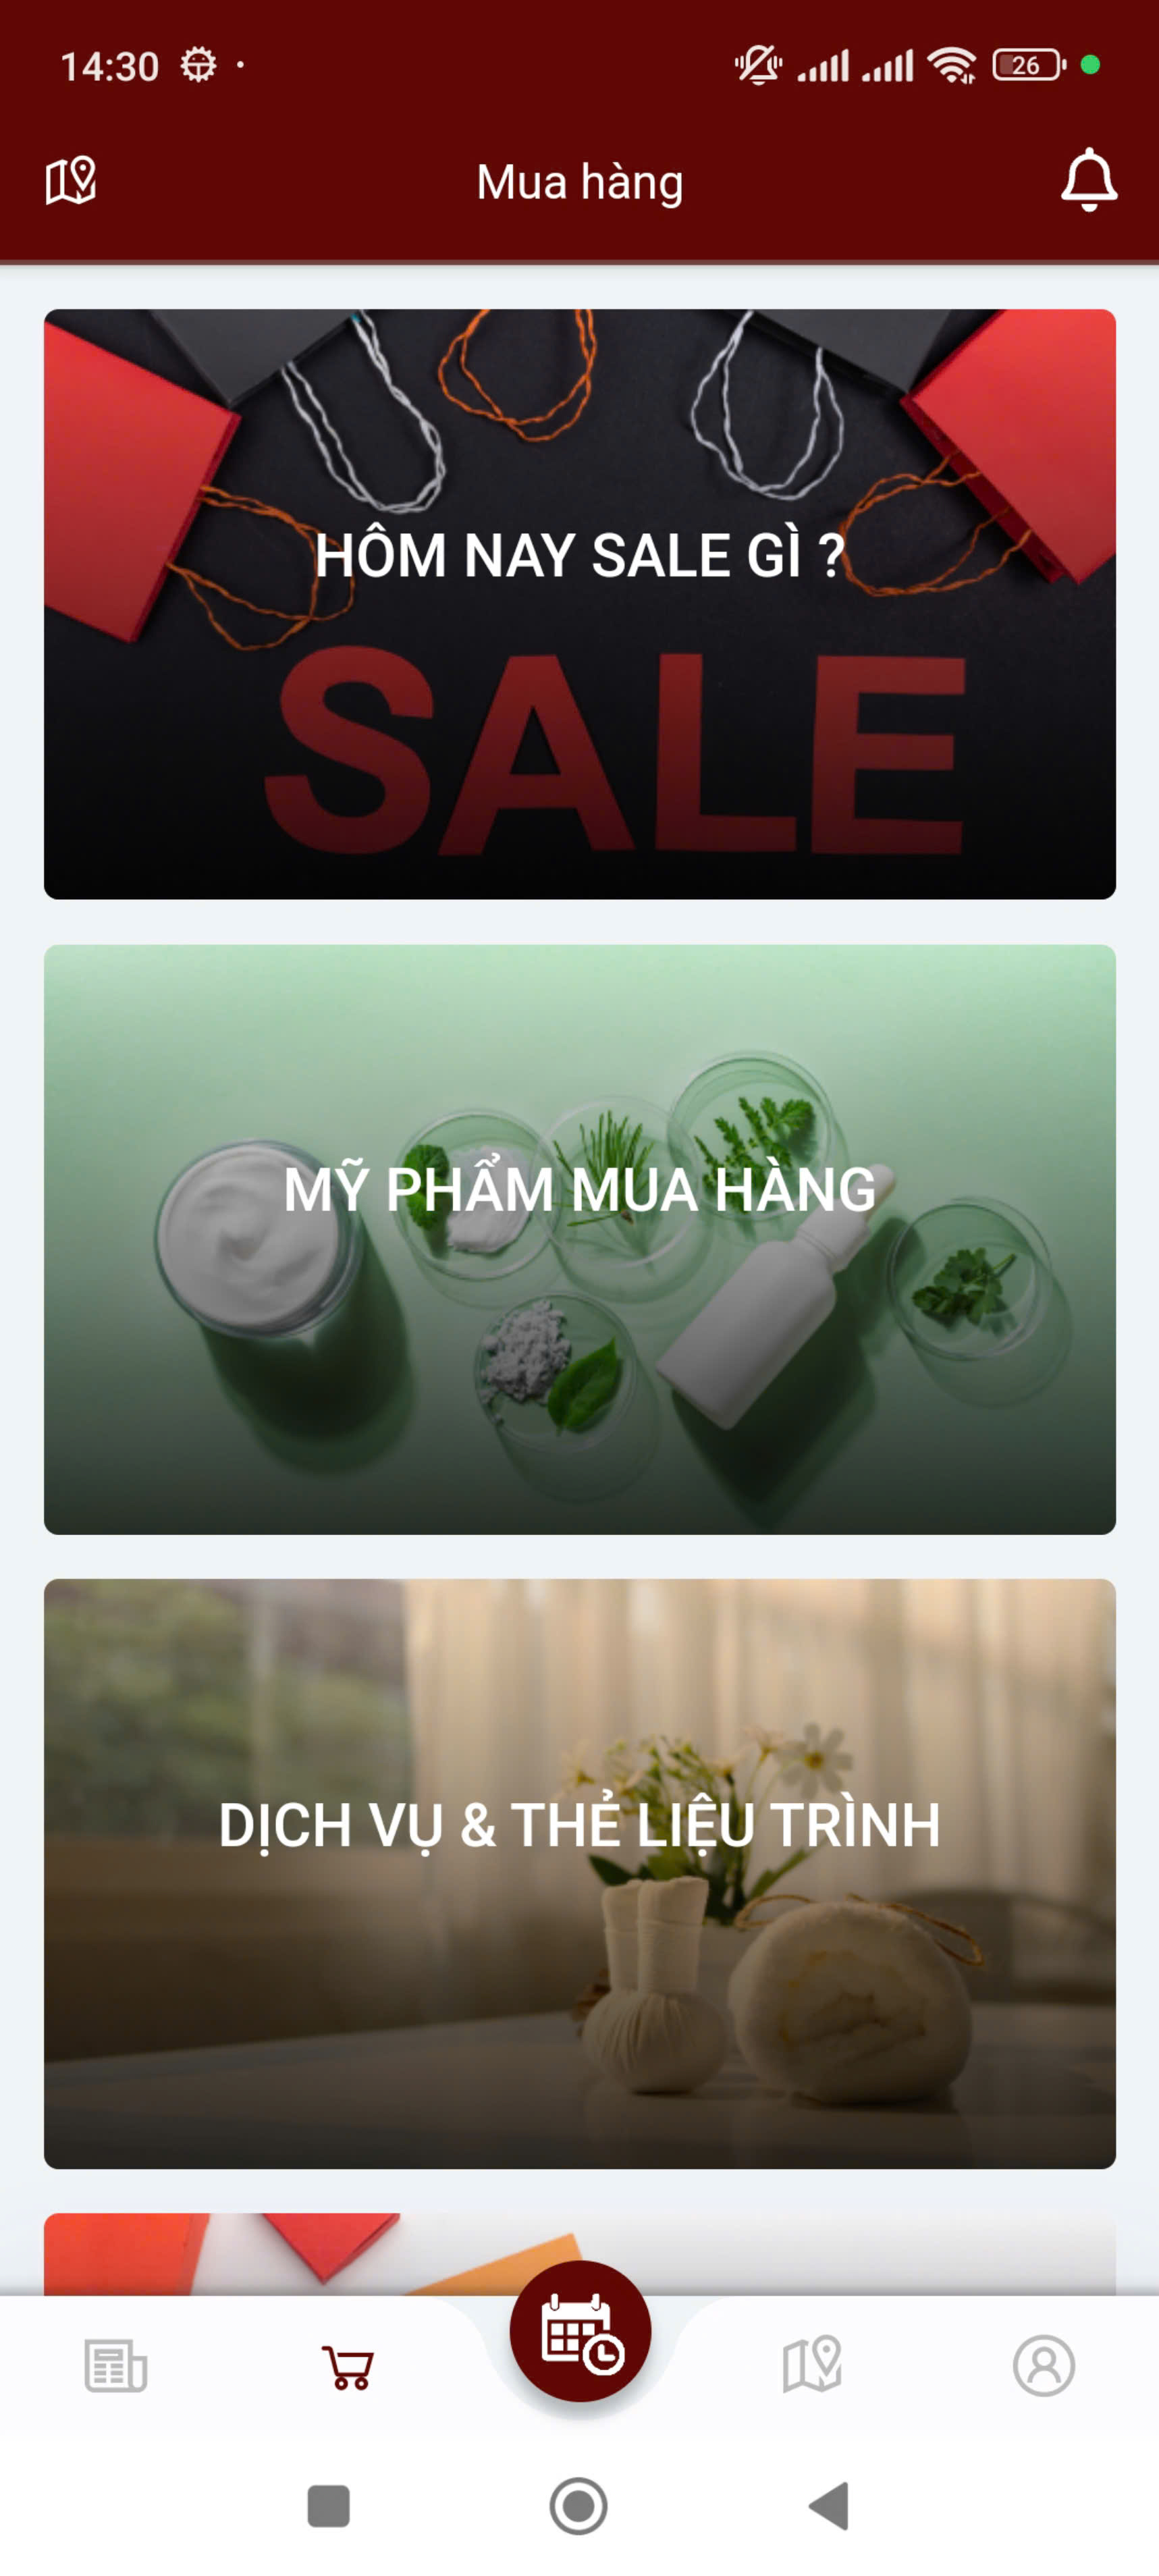 14:30
26
Mua hàng
HÔM NAY SALE GÌ ?
SALE
MỸ PHẨM MUA HÀNG
DỊCH VỤ & THẺ LIỆU TRÌNH